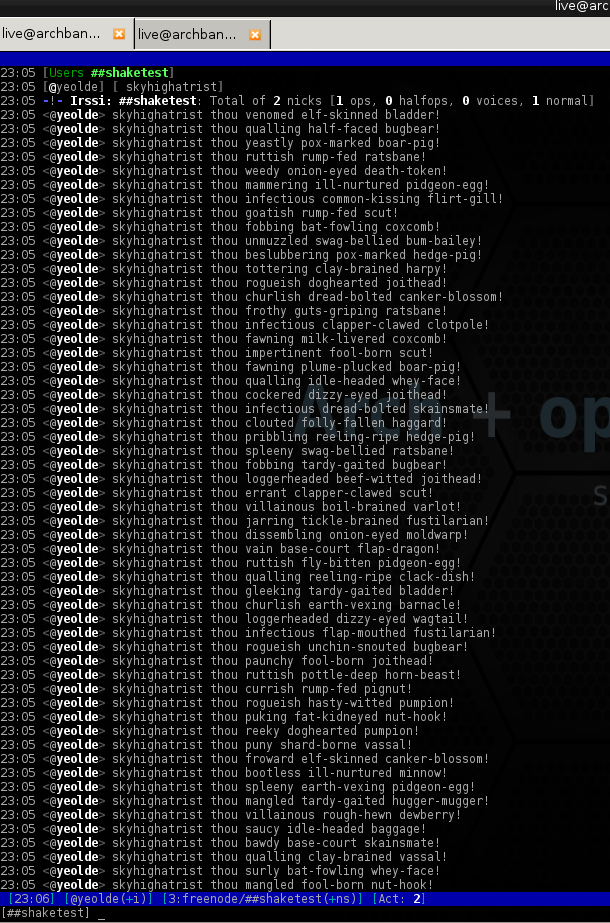 live@arch
live@archban...
live@archban...
23:05 [Users ##shaketest]
23:05 [@yeolde] [ skyhighatrist]
23:05 -!- Irssi: ##shaketest: Total of 2 nicks [1 ops, 0 halfops, 0 voices, 1 normal]
23:05 <@yeolde> skyhighatrist thou venomed elf-skinned bladder!
23:05 <@yeolde> skyhighatrist thou qualling half-faced bugbear!
23:05 <@yeolde> skyhighatrist thou yeastly pox-marked boar-pig!
23:05 <@yeolde> skyhighatrist thou ruttish rump-fed ratsbane!
23:05 <@yeolde> skyhighatrist thou weedy onion-eyed death-token!
23:05 <@yeolde> skyhighatrist thou mammering ill-nurtured pidgeon-egg!
23:05 <@yeolde> skyhighatrist thou infectious common-kissing flirt-gill!
23:05 <@yeolde> skyhighatrist thou goatish rump-fed scut!
23:05 <@yeolde> skyhighatrist thou fobbing bat-fowling coxcomb!
23:05 <@yeolde> skyhighatrist thou unmuzzled swag-bellied bum-bailey!
23:05 <@yeolde> skyhighatrist thou beslubbering pox-marked hedge-pig!
23:05 <@yeolde> skyhighatrist thou tottering clay-brained harpy!
23:05 <@yeolde> skyhighatrist thou rogueish doghearted joithead!
23:05 <@yeolde> skyhighatrist thou churlish dread-bolted canker-blossom!
23:05 <@yeolde> skyhighatrist thou frothy guts-griping ratsbane!
23:05 <@yeolde> skyhighatrist thou infectious clapper-clawed clotpole!
23:05 <@yeolde> skyhighatrist thou fawning milk-livered coxcomb!
23:05 <@yeolde> skyhighatrist thou impertinent fool-born scut!
23:05 <@yeolde> skyhighatrist thou fawning plume-plucked boar-pig!
23:05 <@yeolde> skyhighatrist thou qualling idle-headed whey-face!
23:05 <@yeolde> skyhighatrist thou cockered dizzy-eyed joithead!
23:05 <@yeolde> skyhighatrist thou infectious dread-bolted skainsmate!
23:05 <@yeolde> skyhighatrist thou clouted folly-fallen haggard!
23:05 <@yeolde> skyhighatrist thou pribbling reeling-ripe hedge-pig!
23:05 <@yeolde> skyhighatrist thou spleeny swag-bellied ratsbane!
23:05 <@yeolde> skyhighatrist thou fobbing tardy-gaited bugbear!
23:05 <@yeolde> skyhighatrist thou loggerheaded beef-witted joithead!
23:05 <@yeolde> skyhighatrist thou errant clapper-clawed scut!
23:05 <@yeolde> skyhighatrist thou villainous boil-brained varlot!
23:05 <@yeolde> skyhighatrist thou jarring tickle-brained fustilarian!
23:05 <@yeolde> skyhighatrist thou dissembling onion-eyed moldwarp!
23:05 <@yeolde> skyhighatrist thou vain base-court flap-dragon!
23:05 <@yeolde> skyhighatrist thou ruttish fly-bitten pidgeon-egg!
23:05 <@yeolde> skyhighatrist thou qualling reeling-ripe clack-dish!
23:05 <@yeolde> skyhighatrist thou gleeking tardy-gaited bladder!
23:05 <@yeolde> skyhighatrist thou churlish earth-vexing barnacle!
23:05 <@yeolde> skyhighatrist thou loggerheaded dizzy-eyed wagtail!
23:05 <@yeolde> skyhighatrist thou infectious flap-mouthed fustilarian!
23:05 <@yeolde> skyhighatrist thou rogueish unchin-snouted bugbear!
23:05 <@yeolde> skyhighatrist thou paunchy fool-born joithead!
23:05 <@yeolde> skyhighatrist thou ruttish pottle-deep horn-beast!
23:05 <@yeolde> skyhighatrist thou currish rump-fed pignut!
23:05 <@yeolde> skyhighatrist thou rogueish hasty-witted pumpion!
23:05 <@yeolde> skyhighatrist thou puking fat-kidneyed nut-hook!
23:05 <@yeolde> skyhighatrist thou reeky doghearted pumpion!
23:05 <@yeolde> skyhighatrist thou puny shard-borne vassal!
23:05 <@yeolde> skyhighatrist thou froward elf-skinned canker-blossom!
23:05 <@yeolde> skyhighatrist thou bootless ill-nurtured minnow!
23:05 <@yeolde> skyhighatrist thou spleeny earth-vexing pidgeon-egg!
23:05 <@yeolde> skyhighatrist thou mangled tardy-gaited hugger-mugger!
23:05 <@yeolde> skyhighatrist thou villainous rough-hewn dewberry!
23:05 <@yeolde> skyhighatrist thou saucy idle-headed baggage!
23:05 <@yeolde> skyhighatrist thou bawdy base-court skainsmate!
23:05 <@yeolde> skyhighatrist thou qualling clay-brained vassal!
23:05 <@yeolde> skyhighatrist thou surly bat-fowling whey-face!
23:05 <@yeolde> skyhighatrist thou mangled fool-born nut-hook!
Arch + op
s
[23:06] [@yeolde(+i)] [3:freenode/##shaketest(+ns)] [Act: 2]
[##shaketest] _